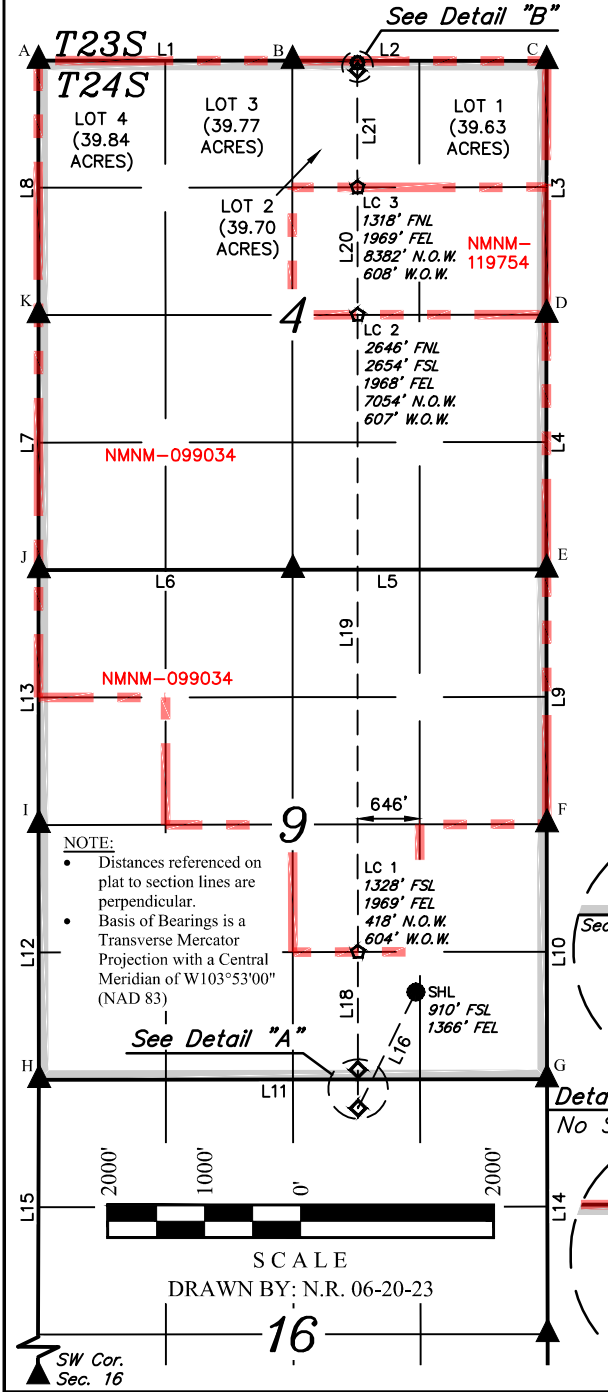 See Detail "B"
A
T23S
L1
B
L2
C
T24S
LOT 4
(39.84
ACRES)
LOT 3
(39.77
ACRES)
L21
LOT 1
(39.63
ACRES)
L8
LOT 2
(39.70
ACRES)
L20
LC 3
1318' FNL
1969' FEL
8382' N.O.W.
608' W.O.W.
NMNM-
119754
L3
K
4
D
LC 2
2646' FNL
2654' FSL
1968' FEL
7054' N.O.W.
607' W.O.W.
L7
NMNM-099034
L4
J
L6
L5
E
L19
NMNM-099034
L13
L9
I
9
646'
F
NOTE:
• Distances referenced on
plat to section lines are
perpendicular.
• Basis of Bearings is a
Transverse Mercator
Projection with a Central
Meridian of W103°53'00"
(NAD 83)
LC 1
1328' FSL
1969' FEL
418' N.O.W.
604' W.O.W.
Sec
L12
L10
L18
SHL
910' FSL
1366' FEL
L16
See Detail "A"
H
L11
G
Deta
No S
2000'
1000'
0'
2000'
L15
L14
SCALE
DRAWN BY: N.R. 06-20-23
16
SW Cor.
Sec. 16